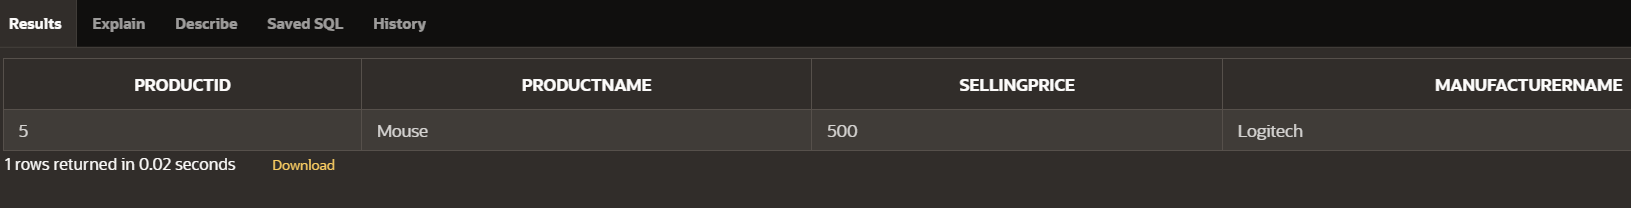 Results Explain Describe Saved SQL History
PRODUCTID PRODUCTNAME SELLINGPRICE MANUFACTURERNAME
5 Mouse 500 Logitech
1 rows returned in 0.02 seconds Download